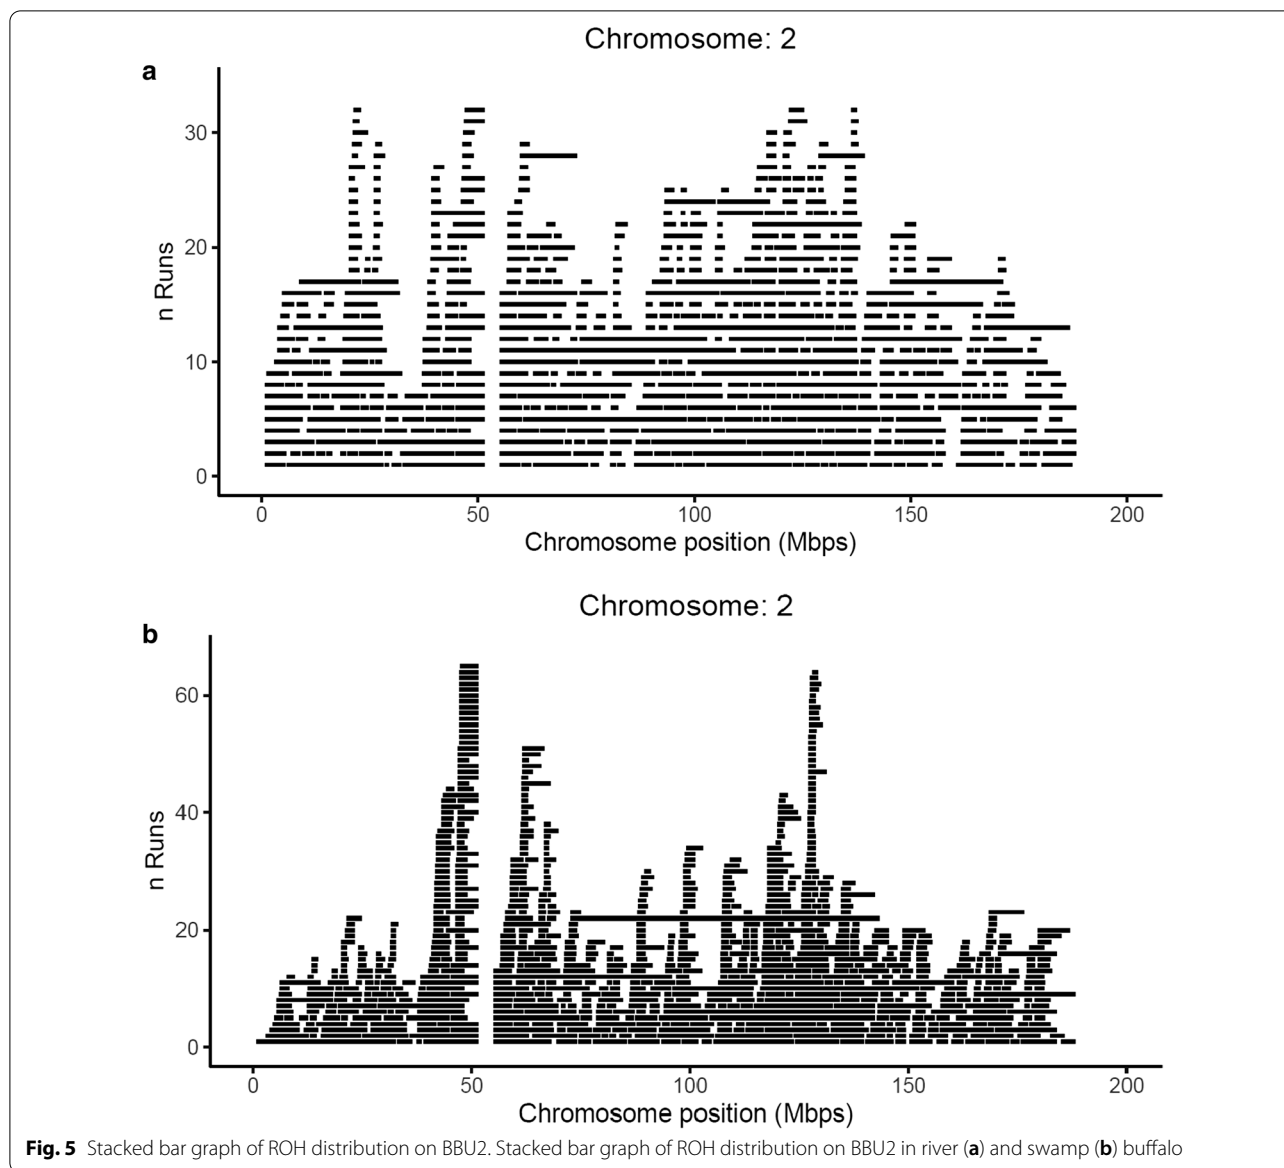 Chromosome: 2
a
30
20
10
0
n Runs
0 50 100 150 200
Chromosome position (Mbps)
Chromosome: 2
b
60
40
20
0
n Runs
0 50 100 150 200
Chromosome position (Mbps)
Fig. 5 Stacked bar graph of ROH distribution on BBU2. Stacked bar graph of ROH distribution on BBU2 in river (a) and swamp (b) buffalo